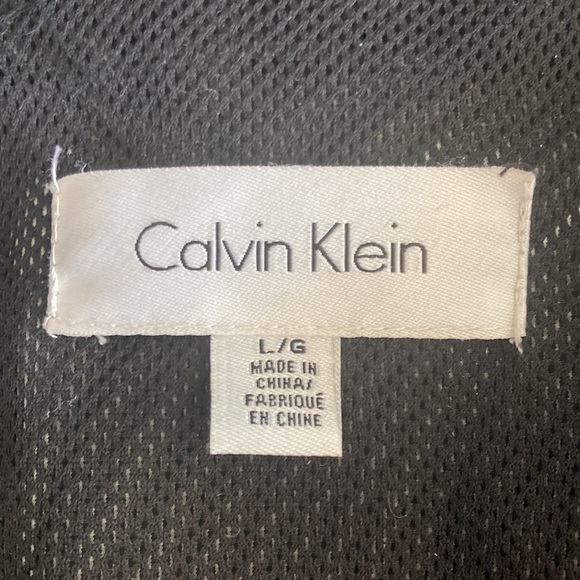 Calvin Klein
L/G
MADE IN
CHINA/
FABRIQUÉ
EN CHINE